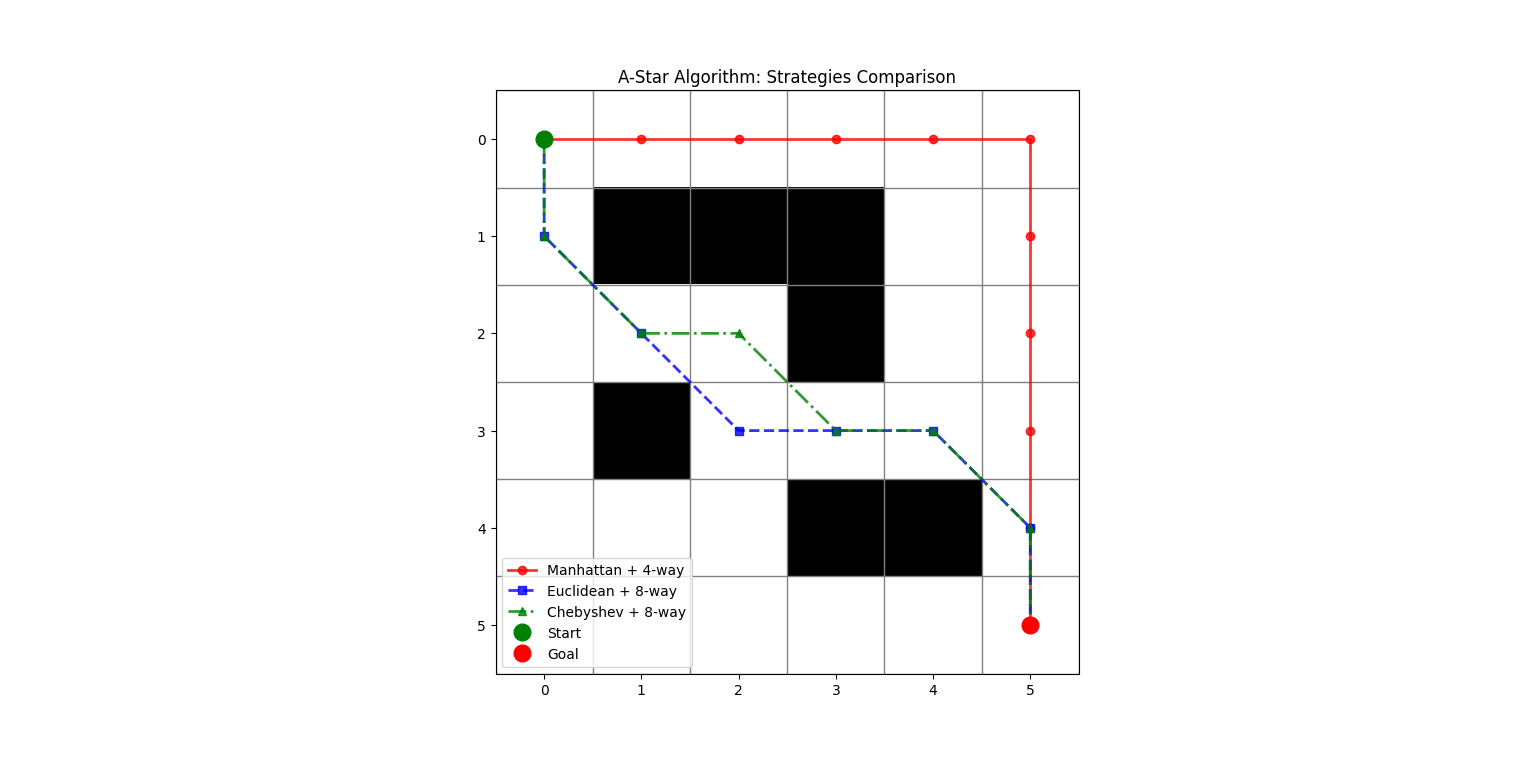 A-Star Algorithm: Strategies Comparison
0
1
2
3
4
5
Manhattan + 4-way
Euclidean + 8-way
Chebyshev + 8-way
Start
Goal
0 1 2 3 4 5